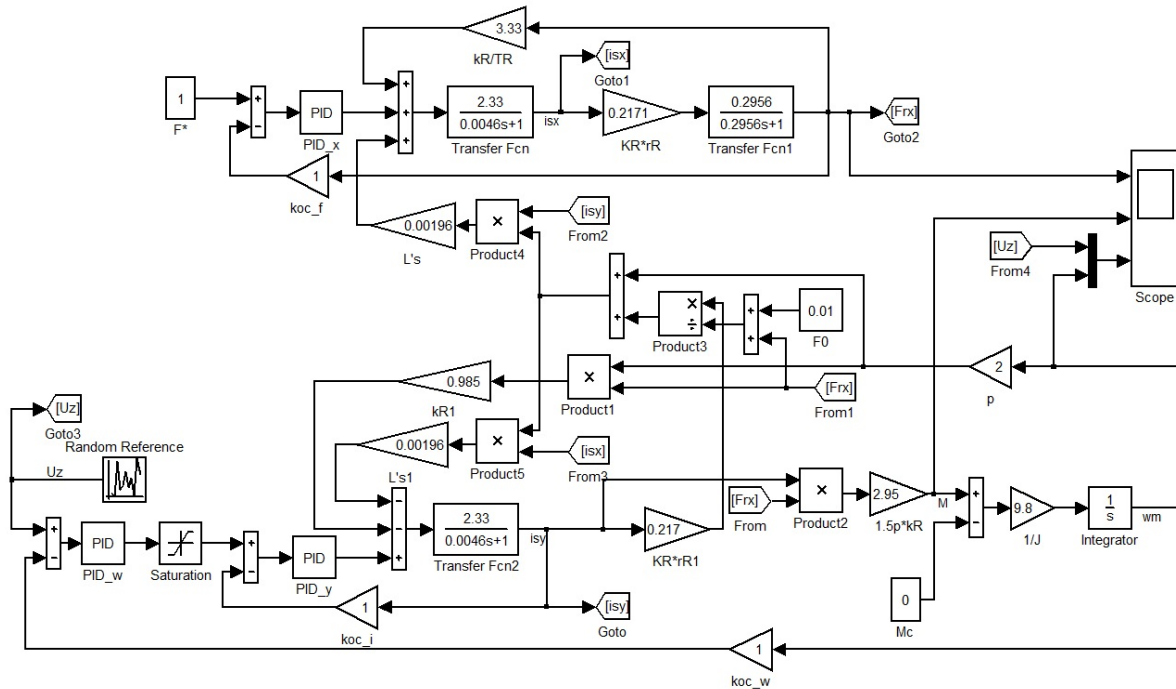 3.33
kR/TR
[isx]
Goto1
1
F*
+
−
PID
PID_x
+
+
+
2.33
0.0046s+1
Transfer Fcn
isx
0.2171
KR*rR
0.2956
0.2956s+1
Transfer Fcn1
[Frx]
Goto2
1
koc_f
0.00196
L's
×
Product4
[isy]
From2
[Uz]
From4
Scope
+
+
×
÷
Product3
+
+
0.01
F0
0.985
kR1
×
Product1
2
p
[Frx]
From1
[Uz]
Goto3
Random Reference
Uz
0.00196
L's1
×
Product5
[isx]
From3
+
−
PID
PID_w
Saturation
+
−
PID
PID_y
−
−
+
2.33
0.0046s+1
Transfer Fcn2
isy
0.217
KR*rR1
[Frx]
From
×
Product2
2.95
1.5p*kR
M
+
−
9.8
1/J
1
s
Integrator
wm
0
Mc
1
koc_i
[isy]
Goto
1
koc_w